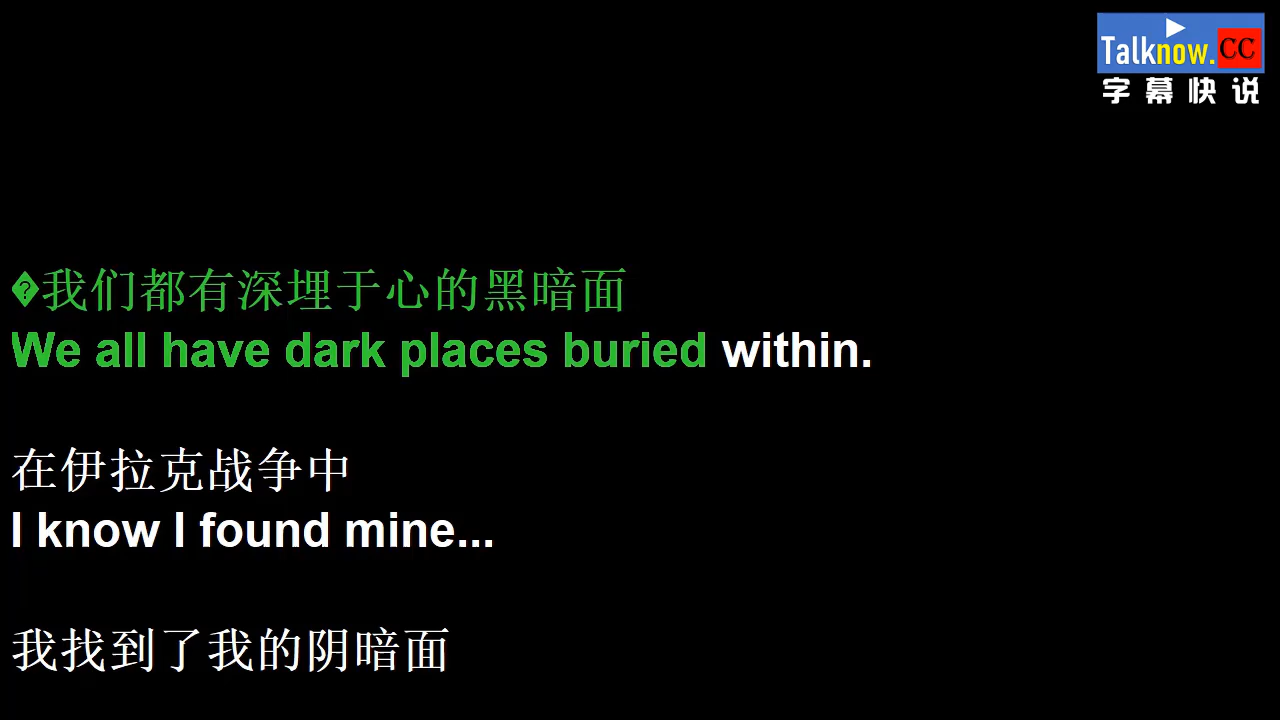 Talknow.CC
字幕快说
�我们都有深埋于心的黑暗面
We all have dark places buried within.
在伊拉克战争中
I know I found mine...
我找到了我的阴暗面